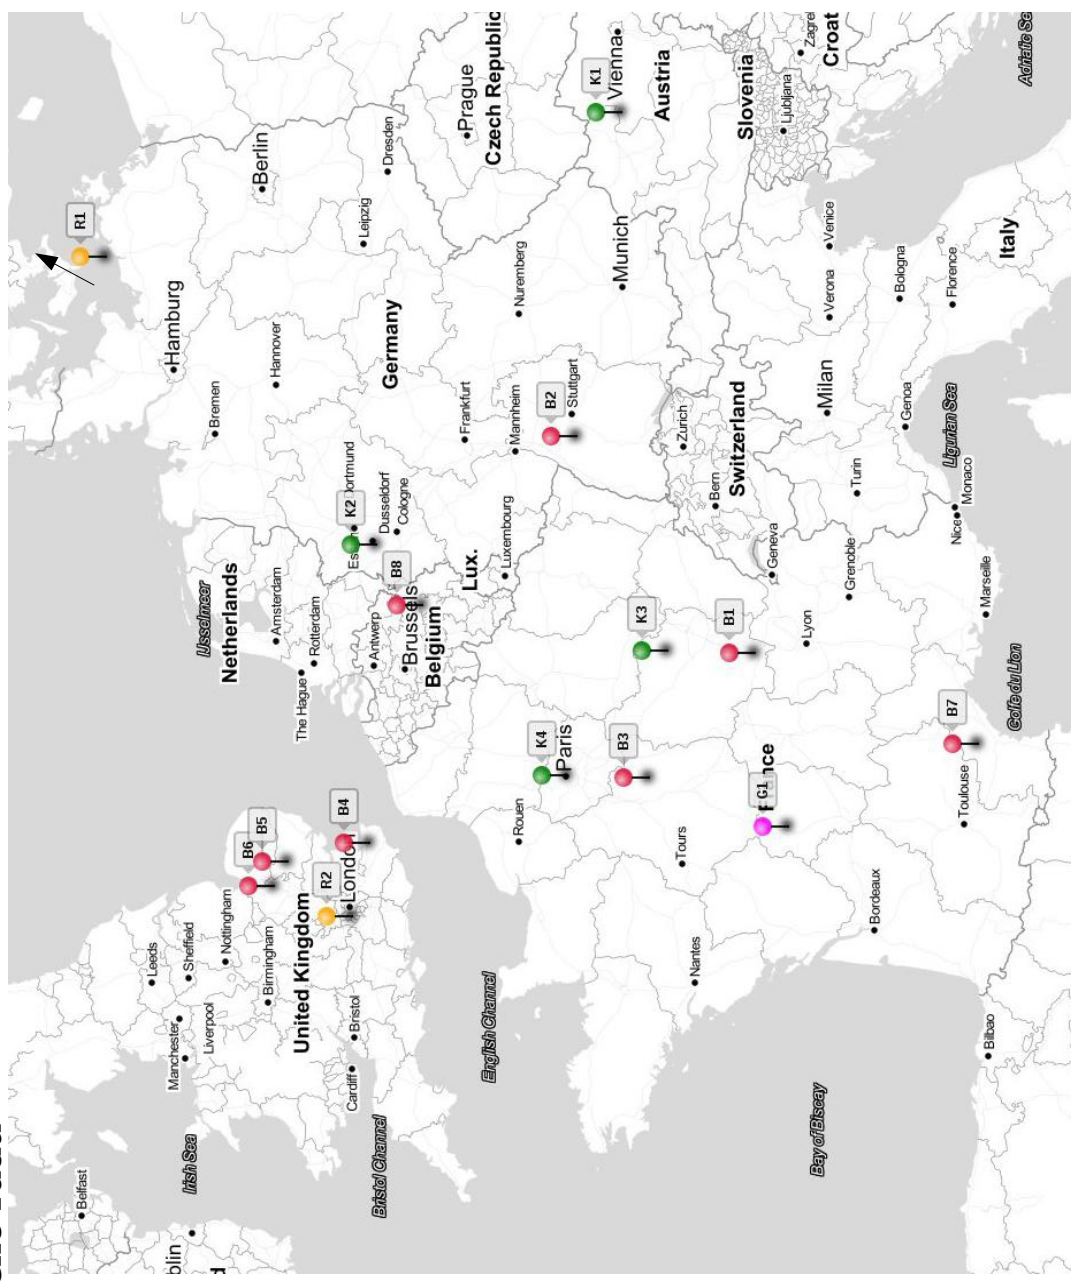 Belfast
R1
Leeds
Manchester
Hamburg
Irish Sea
Sheffield
IJsselmeer
Liverpool
Bremen
Nottingham
Netherlands
B6
B5
Berlin
Birmingham
Amsterdam
Hannover
United Kingdom
The Hague
Rotterdam
R2
B4
London
Bristol
Cardiff
K2
Dortmund
Leipzig
Bristol Channel
Antwerp
Dusseldorf
Dresden
Germany
B8
Cologne
Brussels
Belgium
Frankfurt
Prague
Lux.
English Channel
Czech Republic
Luxembourg
Mannheim
Rouen
Nuremberg
K4
Paris
B2
Stuttgart
K1
Vienna
B3
Munich
K3
Austria
Tours
Zurich
Nantes
Bern
B1
Switzerland
Slovenia
G1
Geneva
Ljubljana
Lyon
Bay of Biscay
Milan
Verona
Venice
Grenoble
Turin
Bordeaux
Bologna
Genoa
B7
Ligurian Sea
Florence
Nice
Toulouse
Monaco
Marseille
Bilbao
Italy
Golfe du Lion